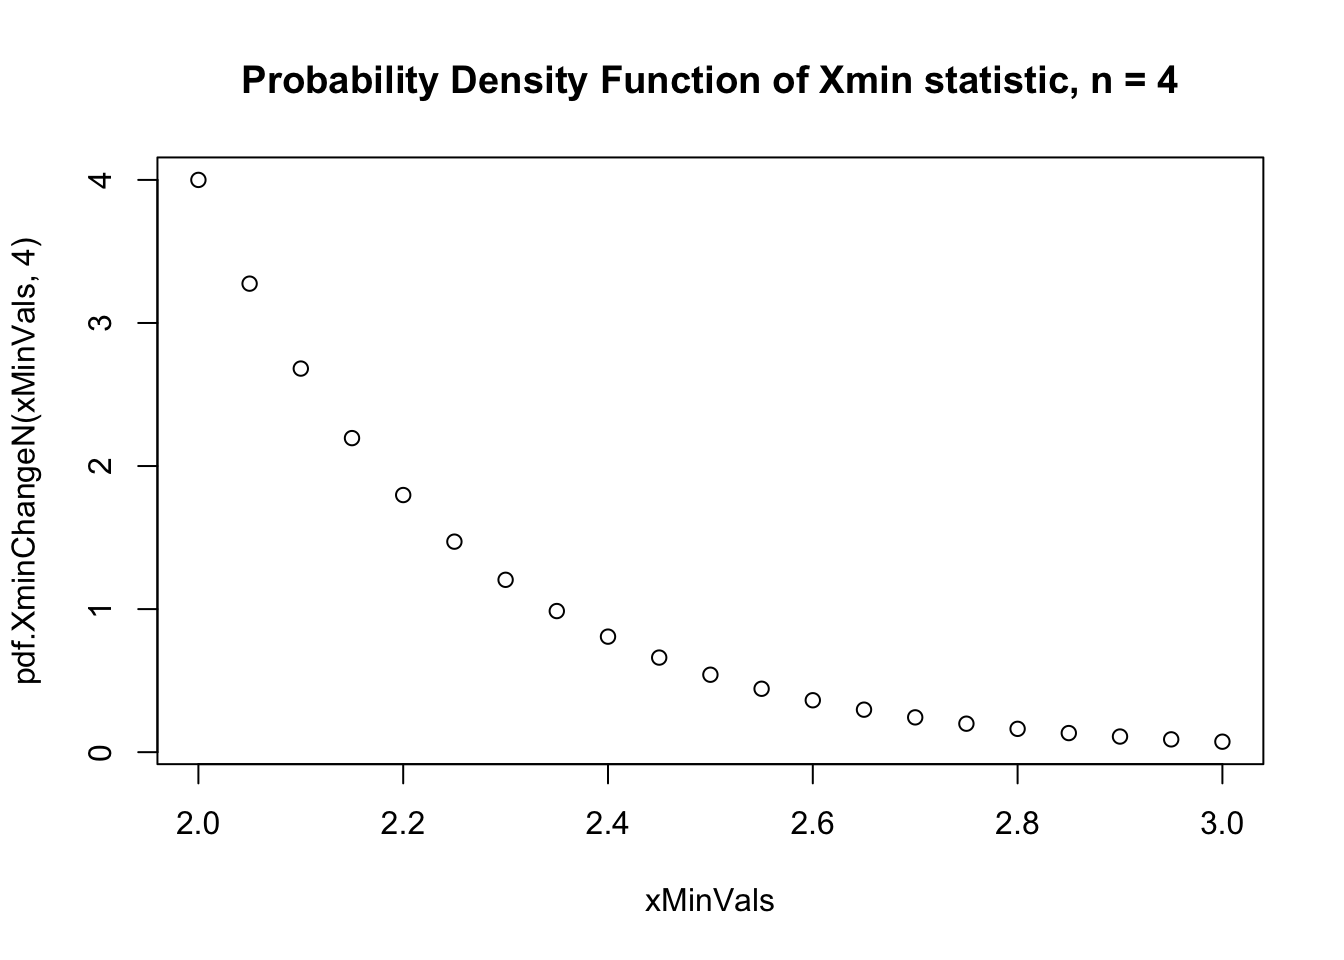 Probability Density Function of Xmin statistic, n = 4
pdf.XminChangeN(xMinVals, 4)
4
3
2
1
0
2.0 2.2 2.4 2.6 2.8 3.0
xMinVals